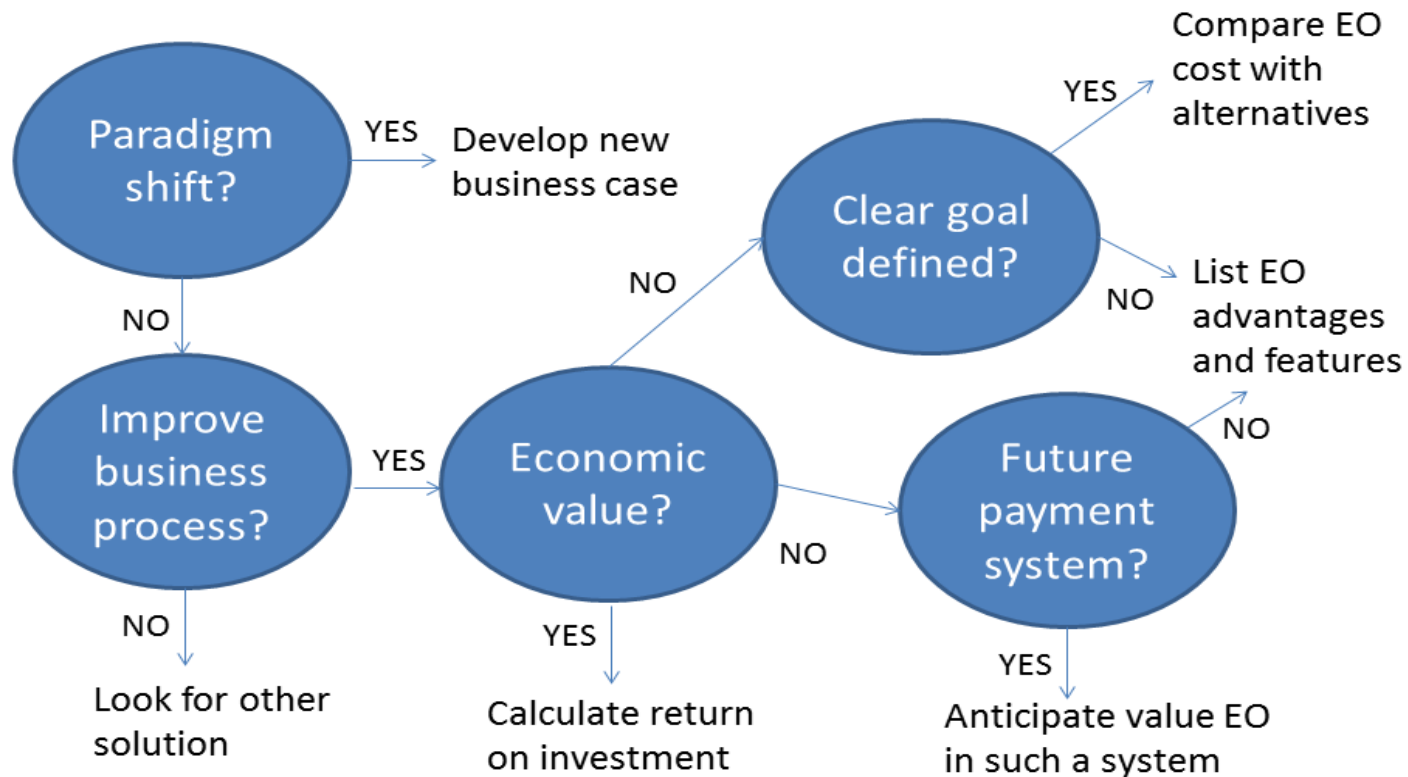 Paradigm
shift?
YES
Develop new
business case
NO
Improve
business
process?
YES
NO
Look for other
solution
Economic
value?
NO
YES
Calculate return
on investment
NO
Clear goal
defined?
YES
Compare EO
cost with
alternatives
NO
List EO
advantages
and features
Future
payment
system?
NO
YES
Anticipate value EO
in such a system